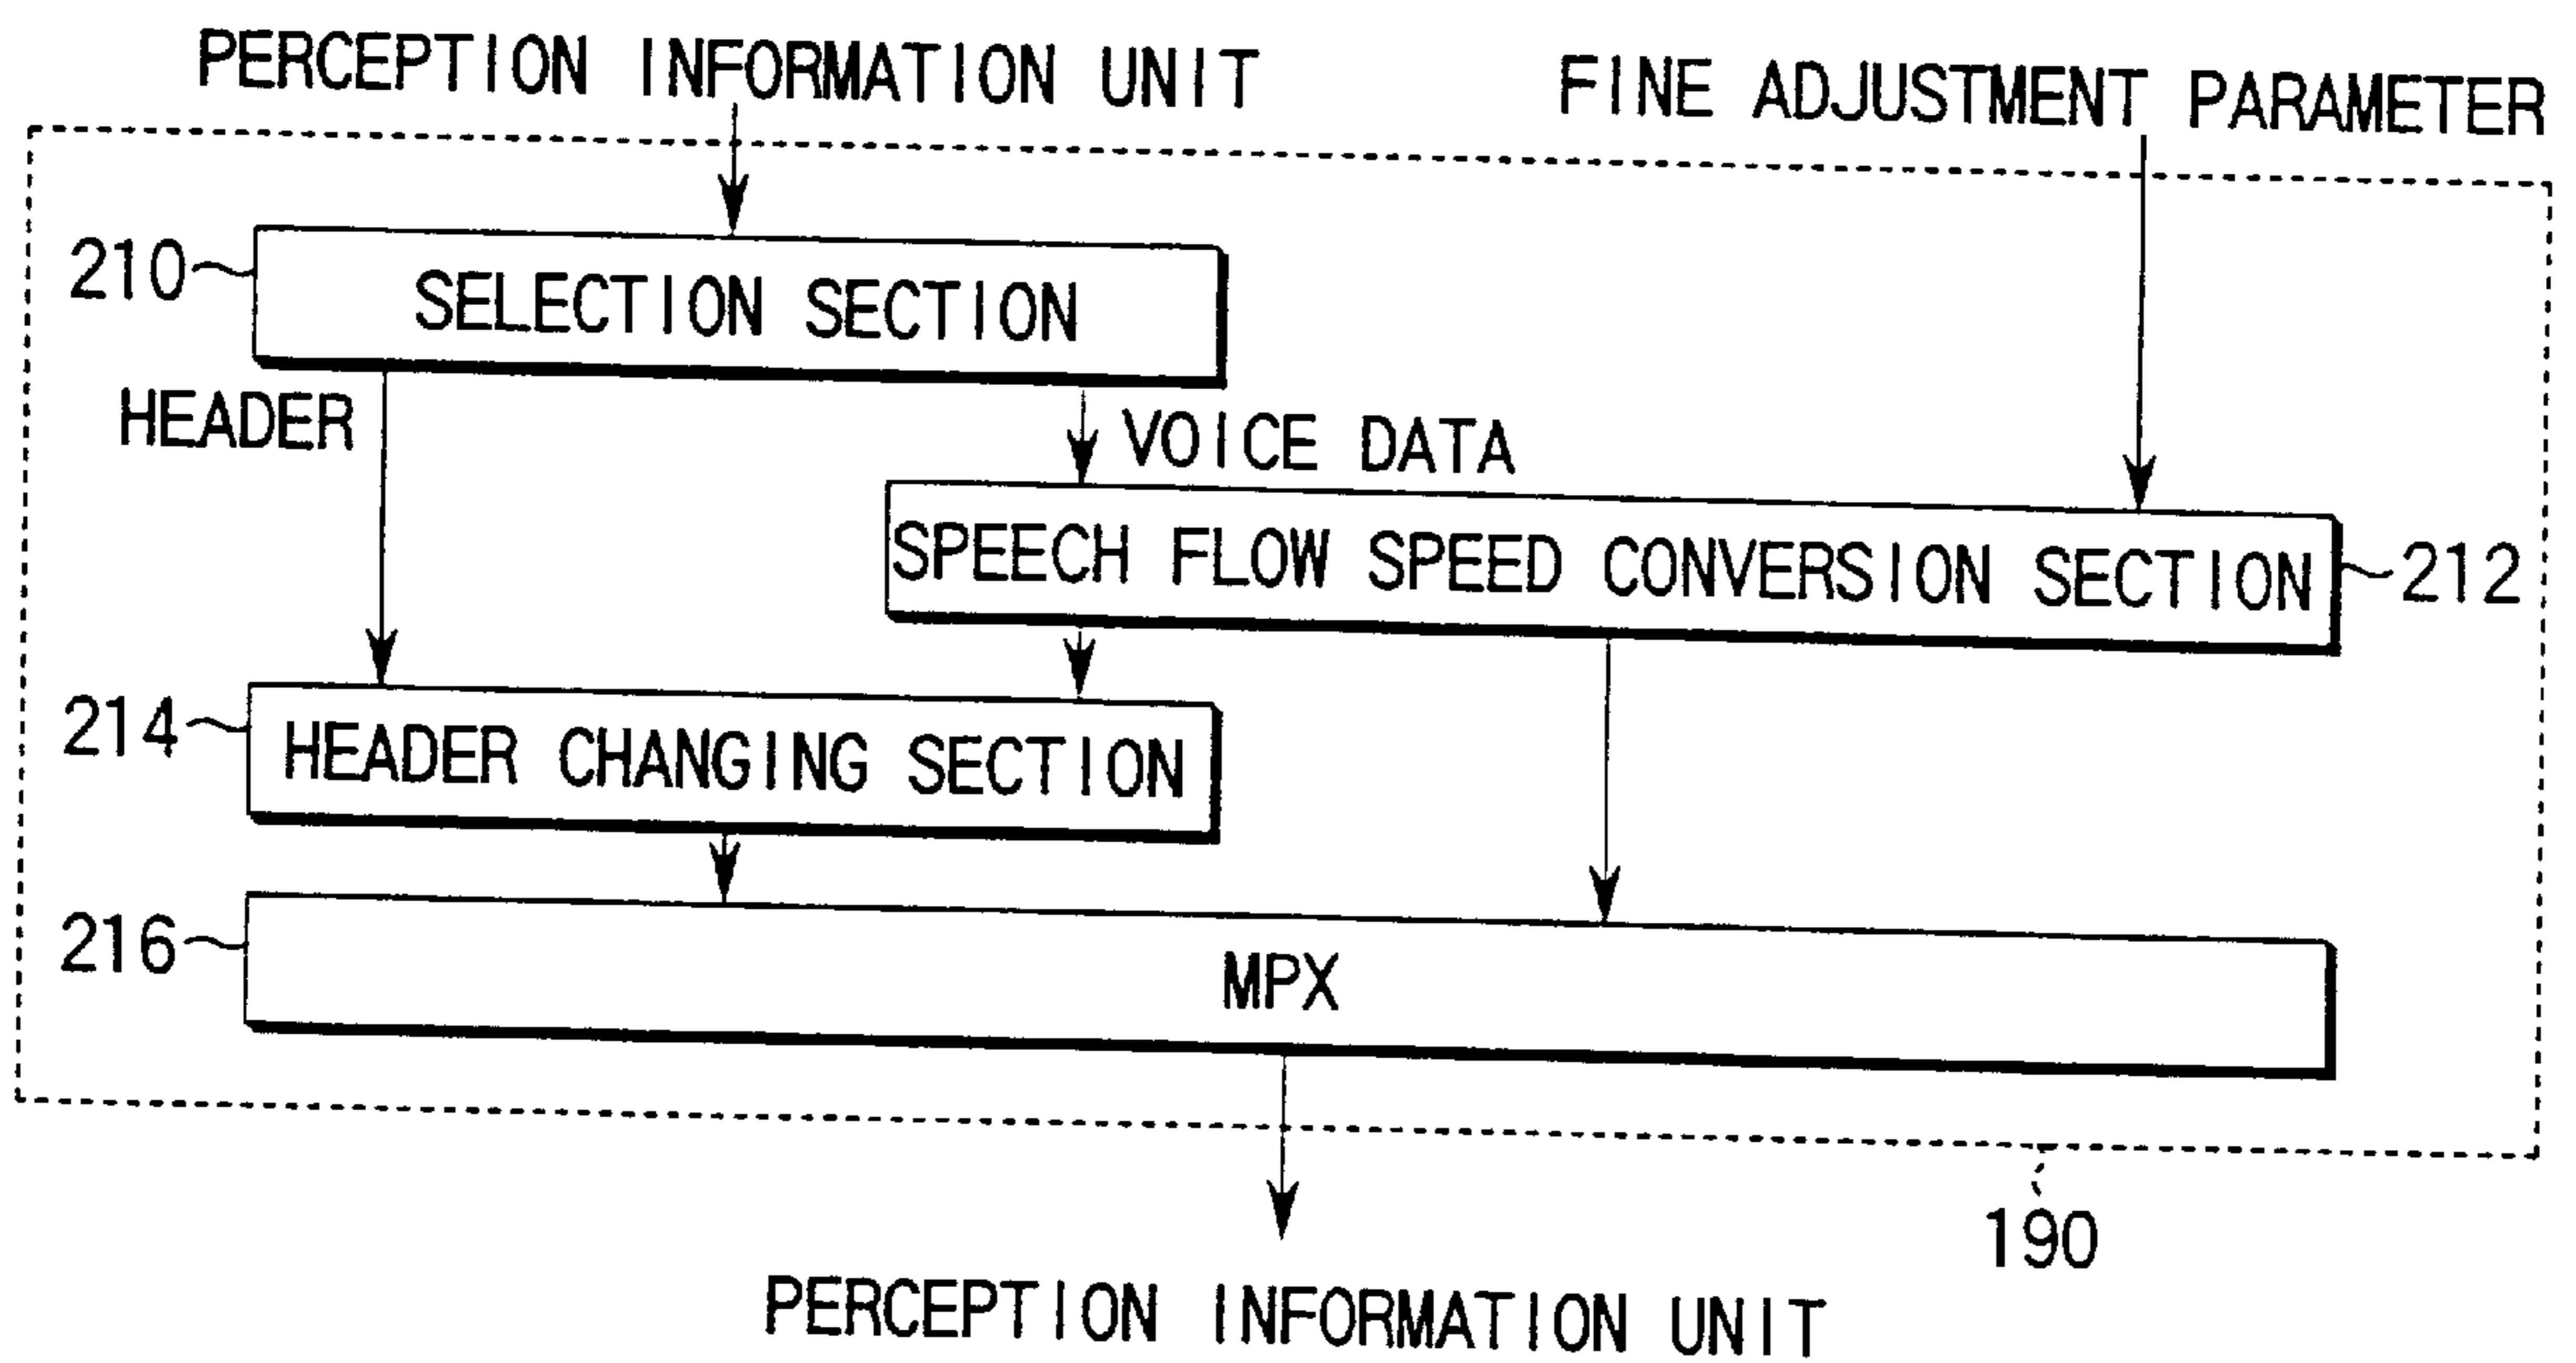 PERCEPTION INFORMATION UNIT
FINE ADJUSTMENT PARAMETER
210
SELECTION SECTION
HEADER
VOICE DATA
SPEECH FLOW SPEED CONVERSION SECTION
212
214
HEADER CHANGING SECTION
216
MPX
190
PERCEPTION INFORMATION UNIT